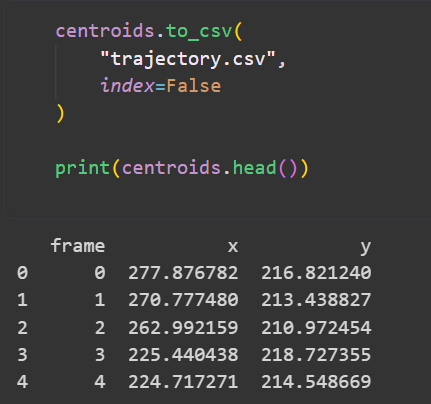 centroids.to_csv(
    "trajectory.csv",
    index=False
)
print(centroids.head())
   frame           x           y
0      0  277.876782  216.821240
1      1  270.777480  213.438827
2      2  262.992159  210.972454
3      3  225.440438  218.727355
4      4  224.717271  214.548669